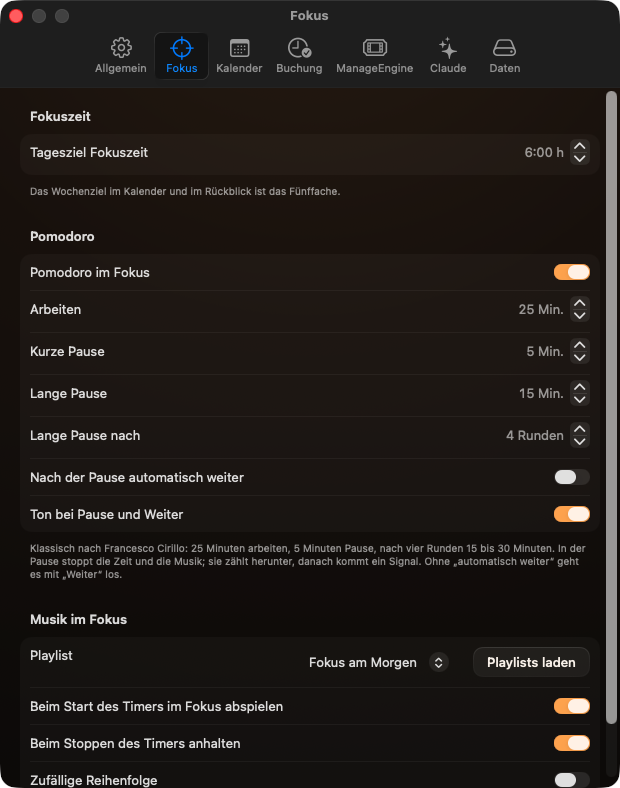 Fokus
Allgemein
Fokus
Kalender
Buchung
ManageEngine
Claude
Daten
Fokuszeit
Tagesziel Fokuszeit 6:00 h
Das Wochenziel im Kalender und im Rückblick ist das Fünffache.
Pomodoro
Pomodoro im Fokus
Arbeiten 25 Min.
Kurze Pause 5 Min.
Lange Pause 15 Min.
Lange Pause nach 4 Runden
Nach der Pause automatisch weiter
Ton bei Pause und Weiter
Klassisch nach Francesco Cirillo: 25 Minuten arbeiten, 5 Minuten Pause, nach vier Runden 15 bis 30 Minuten. In der
Pause stoppt die Zeit und die Musik; sie zählt herunter, danach kommt ein Signal. Ohne „automatisch weiter“ geht
es mit „Weiter“ los.
Musik im Fokus
Playlist Fokus am Morgen Playlists laden
Beim Start des Timers im Fokus abspielen
Beim Stoppen des Timers anhalten
Zufällige Reihenfolge